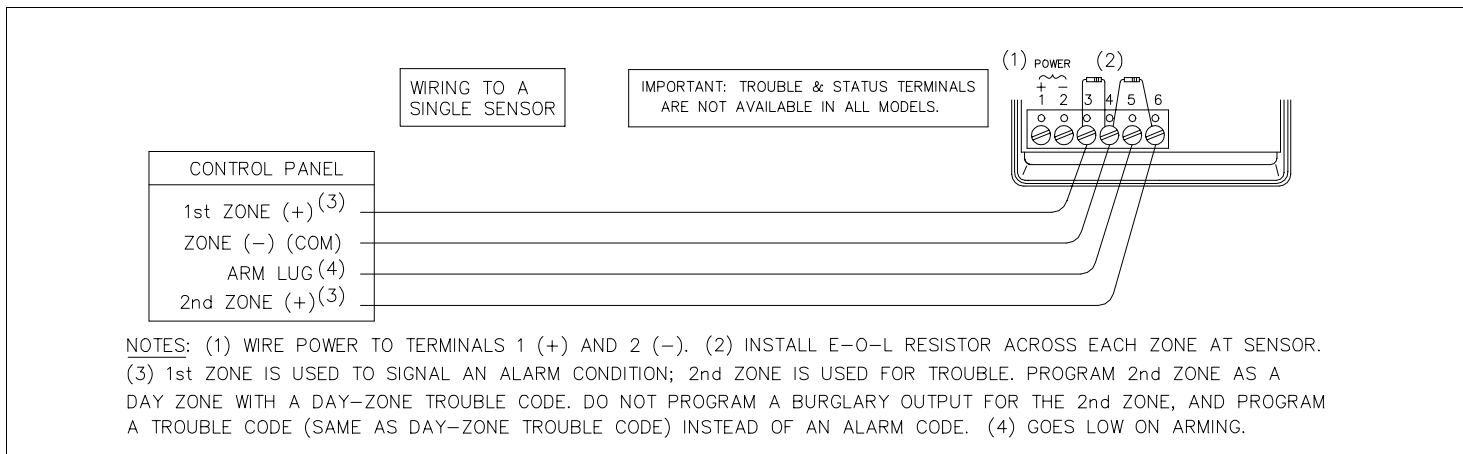 (1) POWER (2)
WIRING TO A
SINGLE SENSOR
IMPORTANT: TROUBLE & STATUS TERMINALS
ARE NOT AVAILABLE IN ALL MODELS.
+ −
1 2 3 4 5 6
CONTROL PANEL
1st ZONE (+)(3)
ZONE (−) (COM)
ARM LUG(4)
2nd ZONE (+)(3)
NOTES: (1) WIRE POWER TO TERMINALS 1 (+) AND 2 (−). (2) INSTALL E−O−L RESISTOR ACROSS EACH ZONE AT SENSOR.
(3) 1st ZONE IS USED TO SIGNAL AN ALARM CONDITION; 2nd ZONE IS USED FOR TROUBLE. PROGRAM 2nd ZONE AS A
DAY ZONE WITH A DAY−ZONE TROUBLE CODE. DO NOT PROGRAM A BURGLARY OUTPUT FOR THE 2nd ZONE, AND PROGRAM
A TROUBLE CODE (SAME AS DAY−ZONE TROUBLE CODE) INSTEAD OF AN ALARM CODE. (4) GOES LOW ON ARMING.